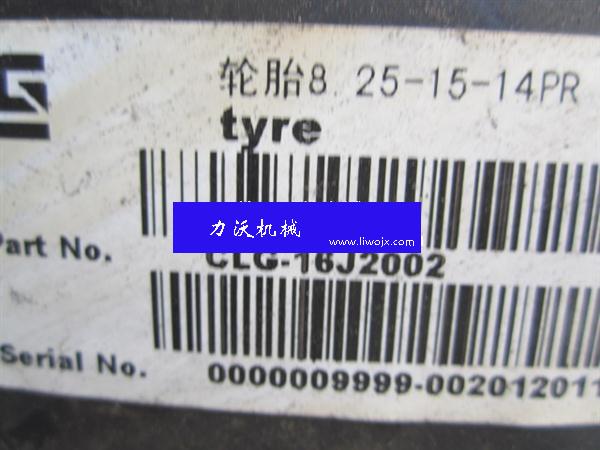 轮胎8.25-15-14PR
tyre
力沃机械
www.liwojx.com
Part No.
CLG-16J2002
Serial No.
0000009999-002012011